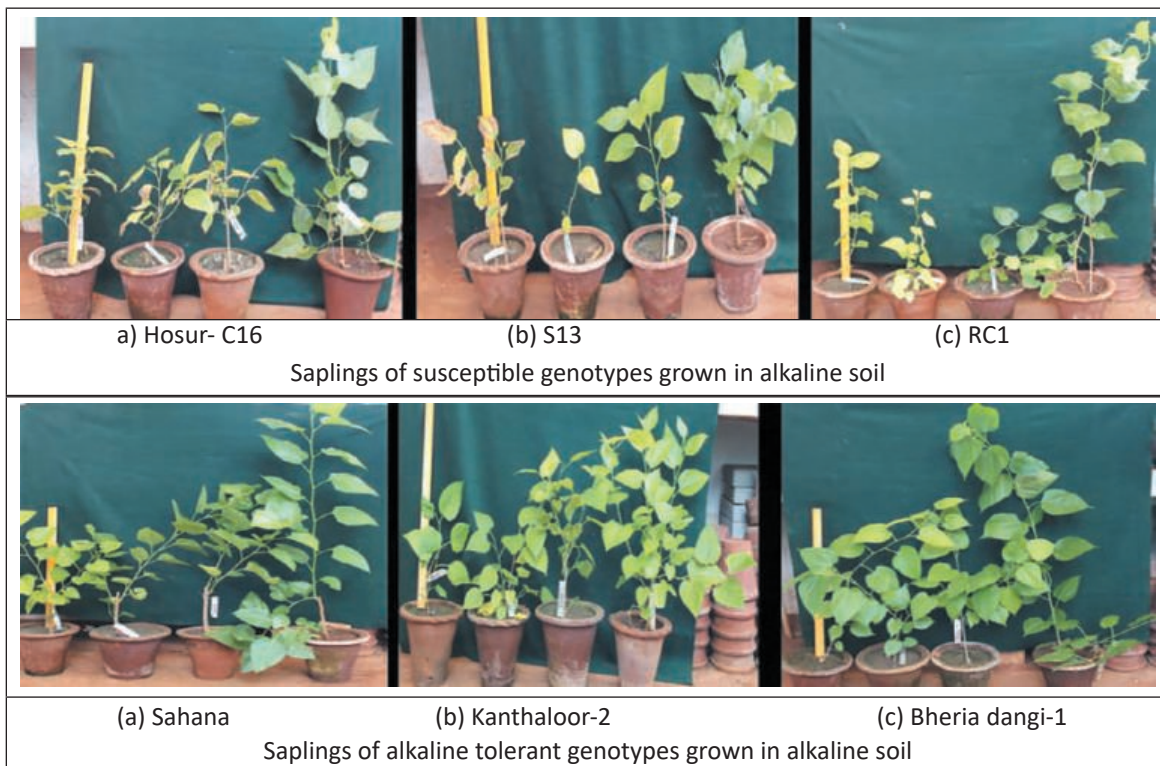 a) Hosur- C16 (b) S13 (c) RC1
Saplings of susceptible genotypes grown in alkaline soil
(a) Sahana (b) Kanthaloor-2 (c) Bheria dangi-1
Saplings of alkaline tolerant genotypes grown in alkaline soil